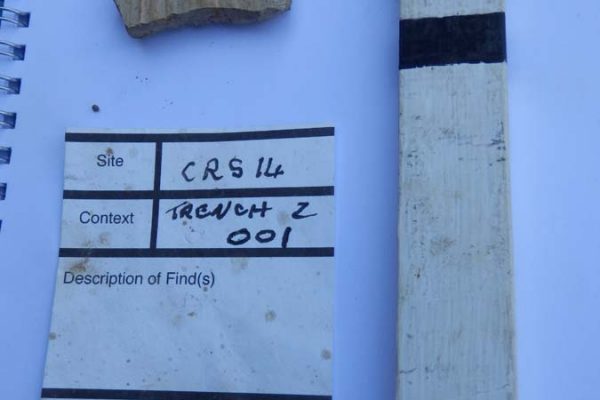 Site CRS 14
Context TRENCH 2
001
Description of Find(s)